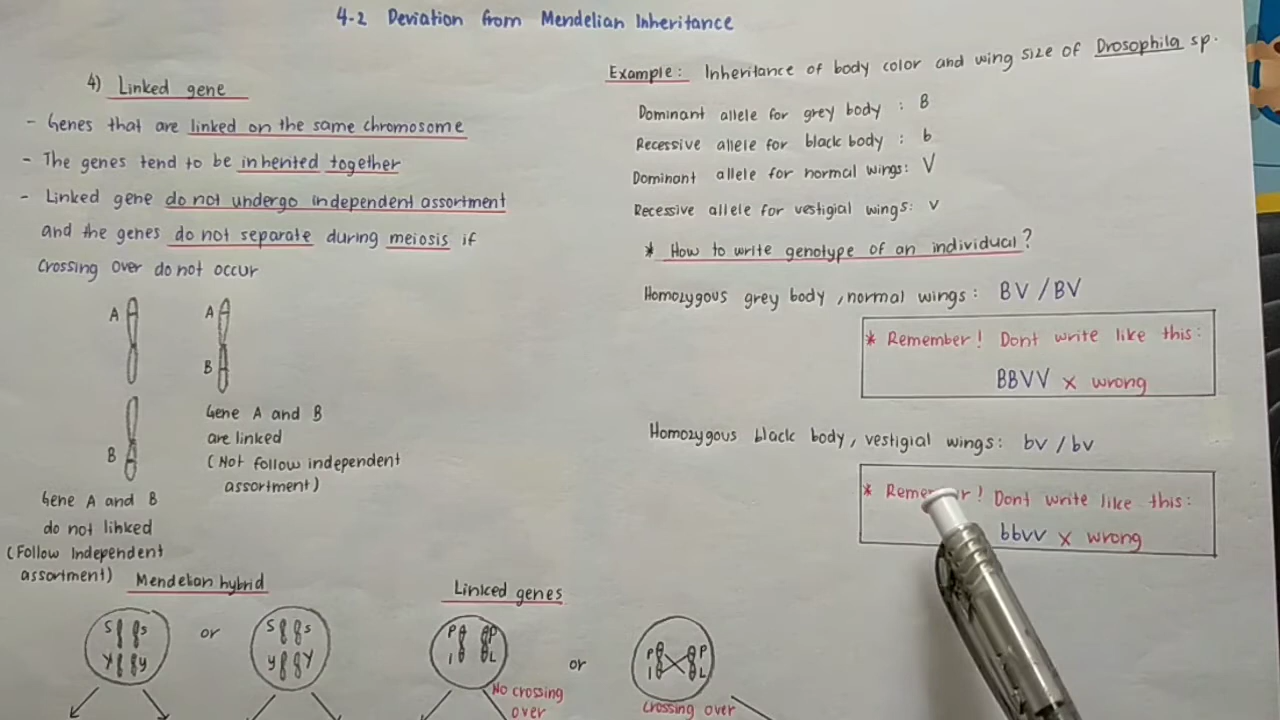 4-2 Deviation from Mendelian Inheritance
4) Linked gene
- Genes that are linked on the same chromosome
- The genes tend to be inherited together
- Linked gene do not undergo independent assortment
and the genes do not separate during meiosis if
crossing over do not occur
A
B
Gene A and B
do not linked
(Follow Independent
assortment)
A
B
Gene A and B
are linked
(Not follow independent
assortment)
Mendelian hybrid
S s
Y y
or
S s
y Y
Linked genes
P P
l L
No crossing
over
or
P P
l L
Crossing over
Example: Inheritance of body color and wing size of Drosophila sp.
Dominant allele for grey body : B
Recessive allele for black body : b
Dominant allele for normal wings: V
Recessive allele for vestigial wings: v
* How to write genotype of an individual?
Homozygous grey body, normal wings: BV / BV
* Remember! Dont write like this:
BBVV x wrong
Homozygous black body, vestigial wings: bv / bv
* Remember! Dont write like this:
bbvv x wrong